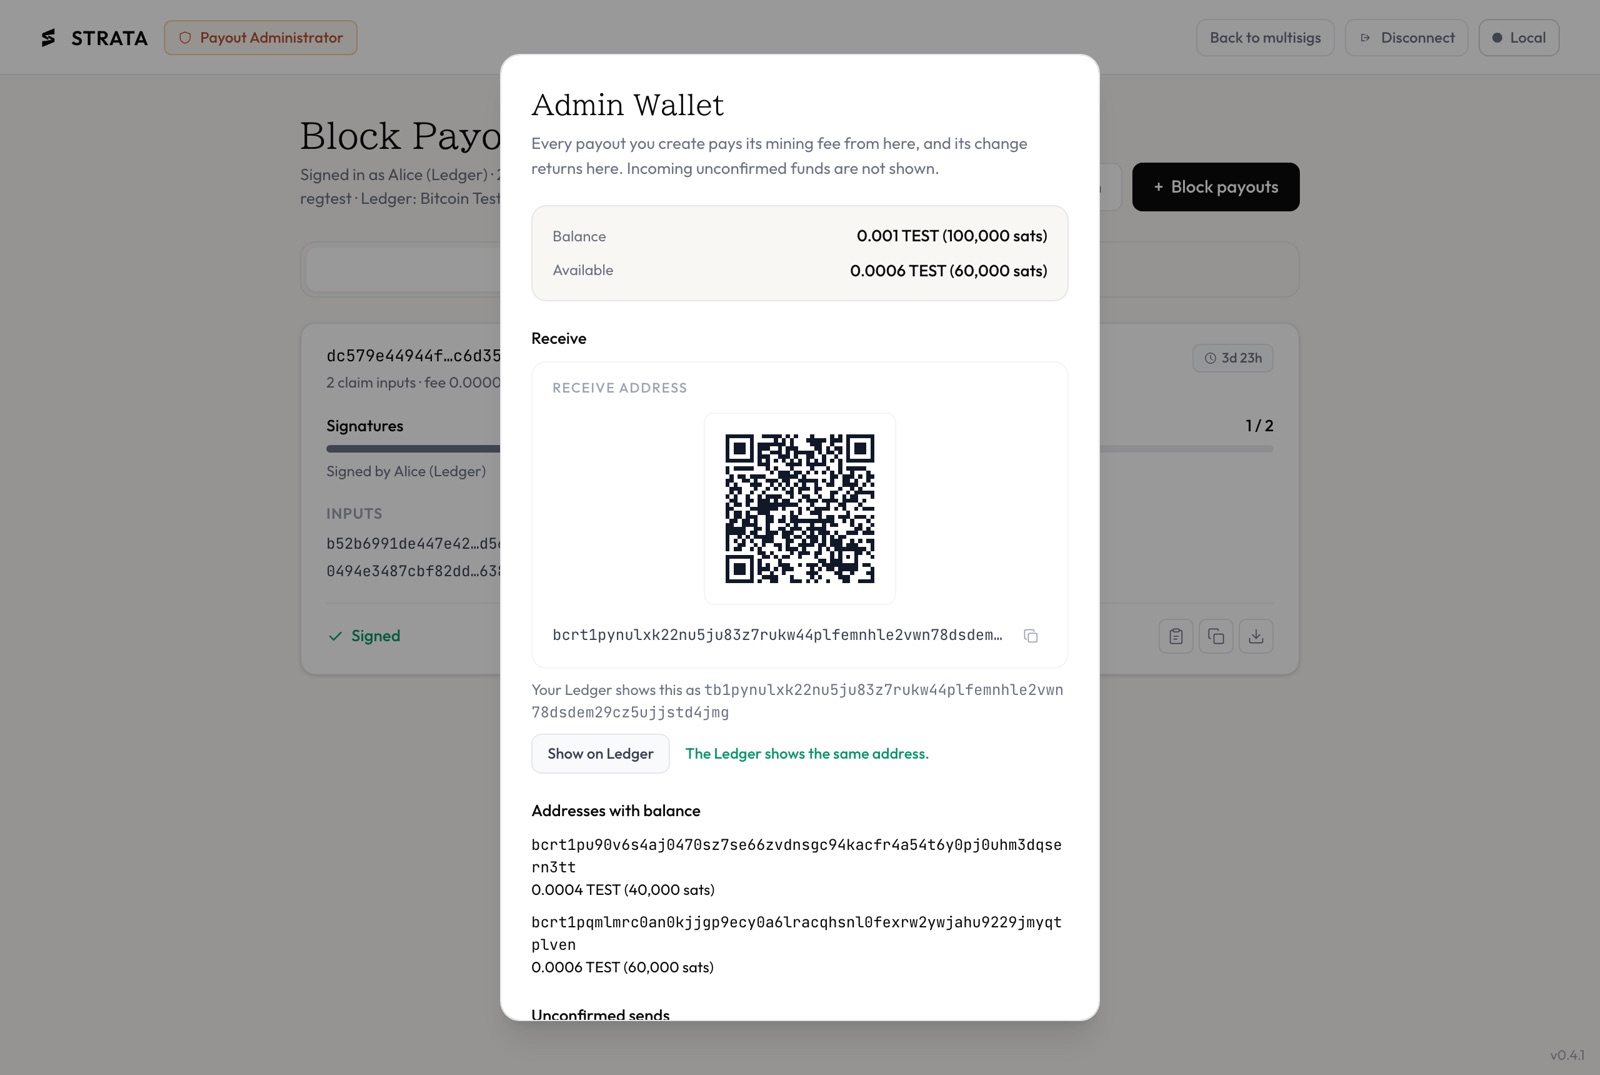 STRATA
Payout Administrator
Back to multisigs
Disconnect
Local
Block Payo
Signed in as Alice (Ledger) · 2
regtest · Ledger: Bitcoin Test
+ Block payouts
dc579e44944f…c6d35
2 claim inputs · fee 0.0000
3d 23h
Signatures
1 / 2
Signed by Alice (Ledger)
INPUTS
b52b6991de447e42…d5
0494e3487cbf82dd…638
Signed
Admin Wallet
Every payout you create pays its mining fee from here, and its change
returns here. Incoming unconfirmed funds are not shown.
Balance
0.001 TEST (100,000 sats)
Available
0.0006 TEST (60,000 sats)
Receive
RECEIVE ADDRESS
bcrt1pynulxk22nu5ju83z7rukw44plfemnhle2vwn78dsdem…
Your Ledger shows this as tb1pynulxk22nu5ju83z7rukw44plfemnhle2vwn
78dsdem29cz5ujjstd4jmg
Show on Ledger
The Ledger shows the same address.
Addresses with balance
bcrt1pu90v6s4aj0470sz7se66zvdnsgc94kacfr4a54t6y0pj0uhm3dqse
rn3tt
0.0004 TEST (40,000 sats)
bcrt1pqmlmrc0an0kjjgp9ecy0a6lracqhsnl0fexrw2ywjahu9229jmyqt
plven
0.0006 TEST (60,000 sats)
Unconfirmed sends
v0.4.1